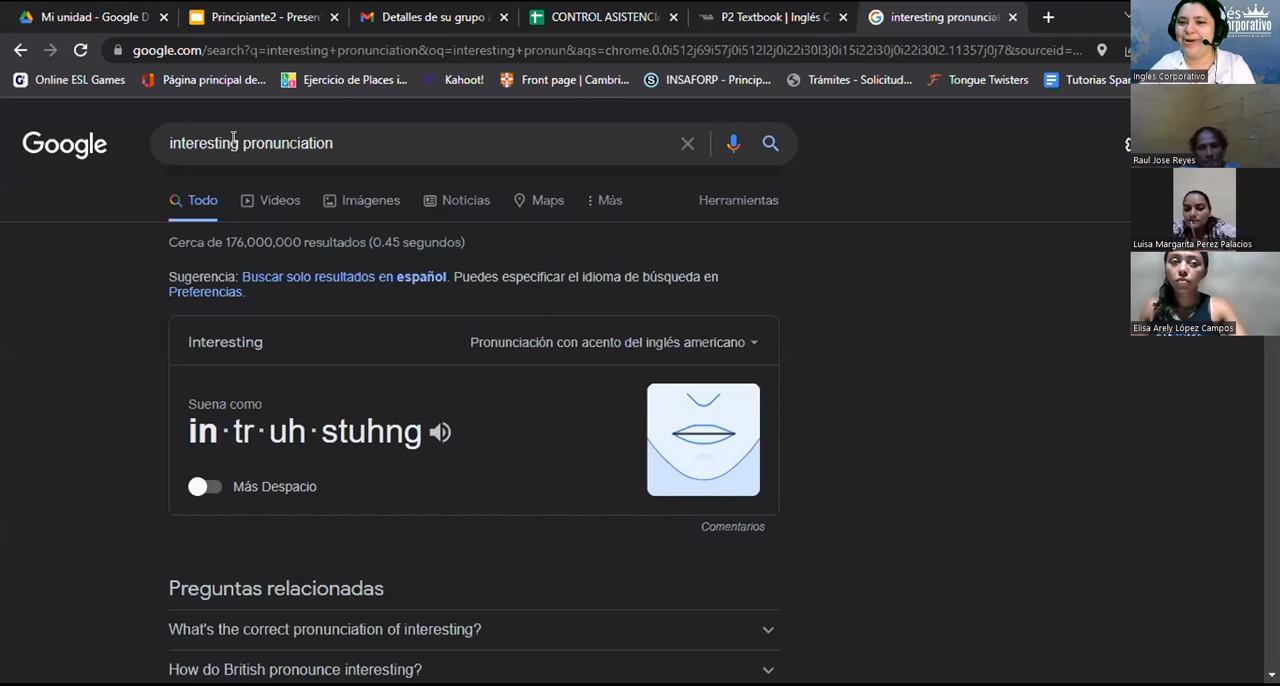 Mi unidad - Google D
Principiante2 - Presen
Detalles de su grupo
CONTROL ASISTENCI
P2 Textbook | Inglés C
interesting pronuncia
google.com/search?q=interesting+pronunciation&oq=interesting+pronun&aqs=chrome.0.0i512j69i57j0i512l2j0i22i30l3j0i15i22i30j0i22i30l2.11357j0j7&sourceid=...
Online ESL Games
Página principal de...
Ejercicio de Places i...
Kahoot!
Front page | Cambri...
INSAFORP - Princip...
Trámites - Solicitud...
Tongue Twisters
Tutorias Spar
Corporativo
Ingles Corporativo
Raul Jose Reyes
Luisa Margarita Perez Palacios
Elisa Arely López Campos
Google
interesting pronunciation
Todo
Videos
Imágenes
Noticias
Maps
Más
Herramientas
Cerca de 176,000,000 resultados (0.45 segundos)
Sugerencia: Buscar solo resultados en español. Puedes especificar el idioma de búsqueda en
Preferencias.
Interesting
Pronunciación con acento del inglés americano
Suena como
in·tr·uh·stuhng
Más Despacio
Comentarios
Preguntas relacionadas
What's the correct pronunciation of interesting?
How do British pronounce interesting?